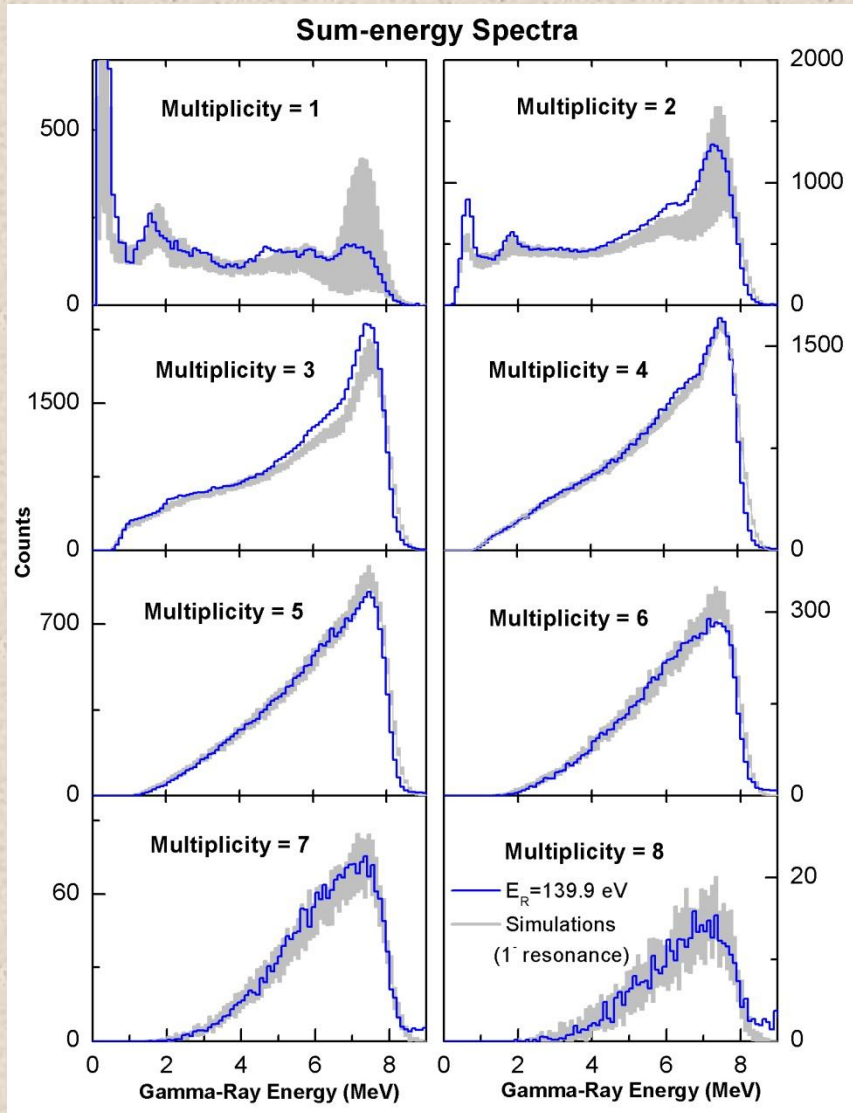 Sum-energy Spectra
Multiplicity = 1
500
0
Multiplicity = 2
2000
1000
0
Multiplicity = 3
1500
0
Multiplicity = 4
1500
0
Counts
Multiplicity = 5
700
0
Multiplicity = 6
300
0
Multiplicity = 7
60
0
Multiplicity = 8
E_R=139.9 eV
Simulations
(1⁻ resonance)
20
0
0 2 4 6 8
0 2 4 6 8
Gamma-Ray Energy (MeV)
Gamma-Ray Energy (MeV)